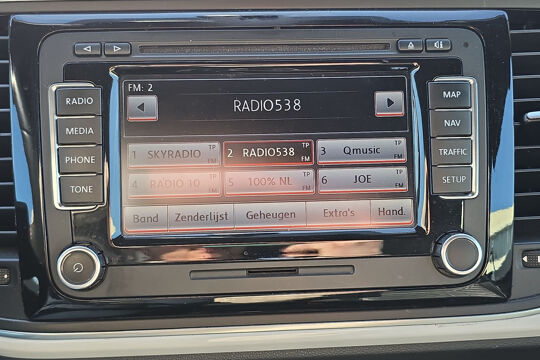 FM: 2
RADIO538
1 SKYRADIO TP FM
2 RADIO538 TP FM
3 Qmusic TP FM
4 RADIO 10 TP FM
5 100% NL TP FM
6 JOE FM
Band Zenderlijst Geheugen Extra's Hand.
RADIO
MEDIA
PHONE
TONE
MAP
NAV
TRAFFIC
SETUP